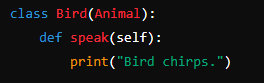 class Bird(Animal):
    def speak(self):
        print("Bird chirps.")